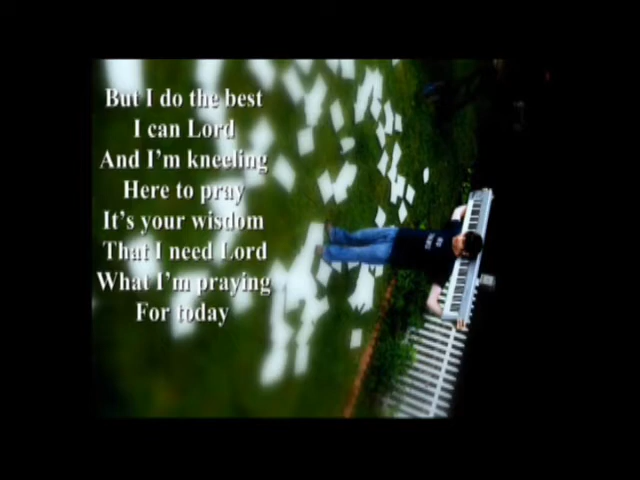 But I do the best
I can Lord
And I'm kneeling
Here to pray
It's your wisdom
That I need Lord
What I'm praying
For today